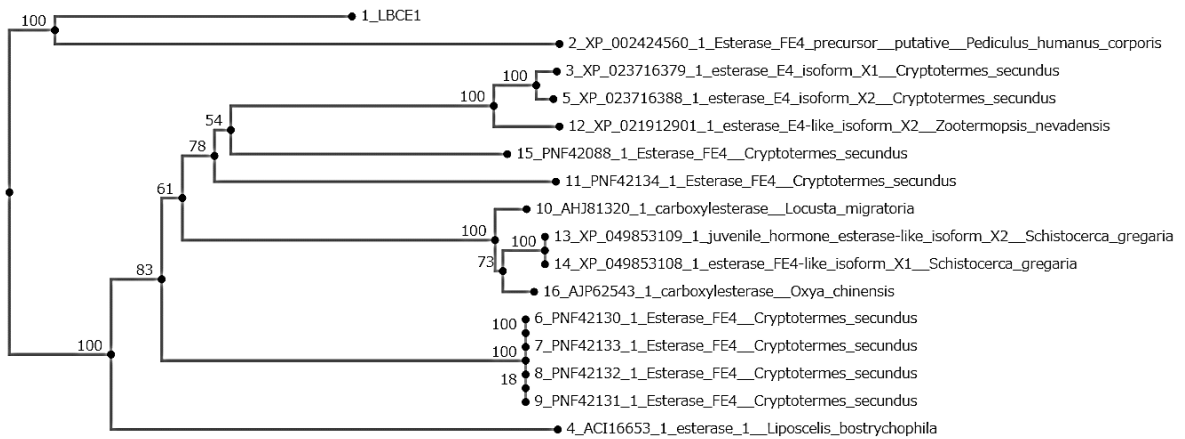 100
1_LBCE1
2_XP_002424560_1_Esterase_FE4_precursor__putative__Pediculus_humanus_corporis
100
3_XP_023716379_1_esterase_E4_isoform_X1__Cryptotermes_secundus
100
5_XP_023716388_1_esterase_E4_isoform_X2__Cryptotermes_secundus
54
12_XP_021912901_1_esterase_E4-like_isoform_X2__Zootermopsis_nevadensis
78
15_PNF42088_1_Esterase_FE4__Cryptotermes_secundus
61
11_PNF42134_1_Esterase_FE4__Cryptotermes_secundus
10_AHJ81320_1_carboxylesterase__Locusta_migratoria
100
100
13_XP_049853109_1_juvenile_hormone_esterase-like_isoform_X2__Schistocerca_gregaria
73
14_XP_049853108_1_esterase_FE4-like_isoform_X1__Schistocerca_gregaria
83
16_AJP62543_1_carboxylesterase__Oxya_chinensis
100
6_PNF42130_1_Esterase_FE4__Cryptotermes_secundus
100
7_PNF42133_1_Esterase_FE4__Cryptotermes_secundus
100
18
8_PNF42132_1_Esterase_FE4__Cryptotermes_secundus
9_PNF42131_1_Esterase_FE4__Cryptotermes_secundus
4_ACI16653_1_esterase_1__Liposcelis_bostrychophila